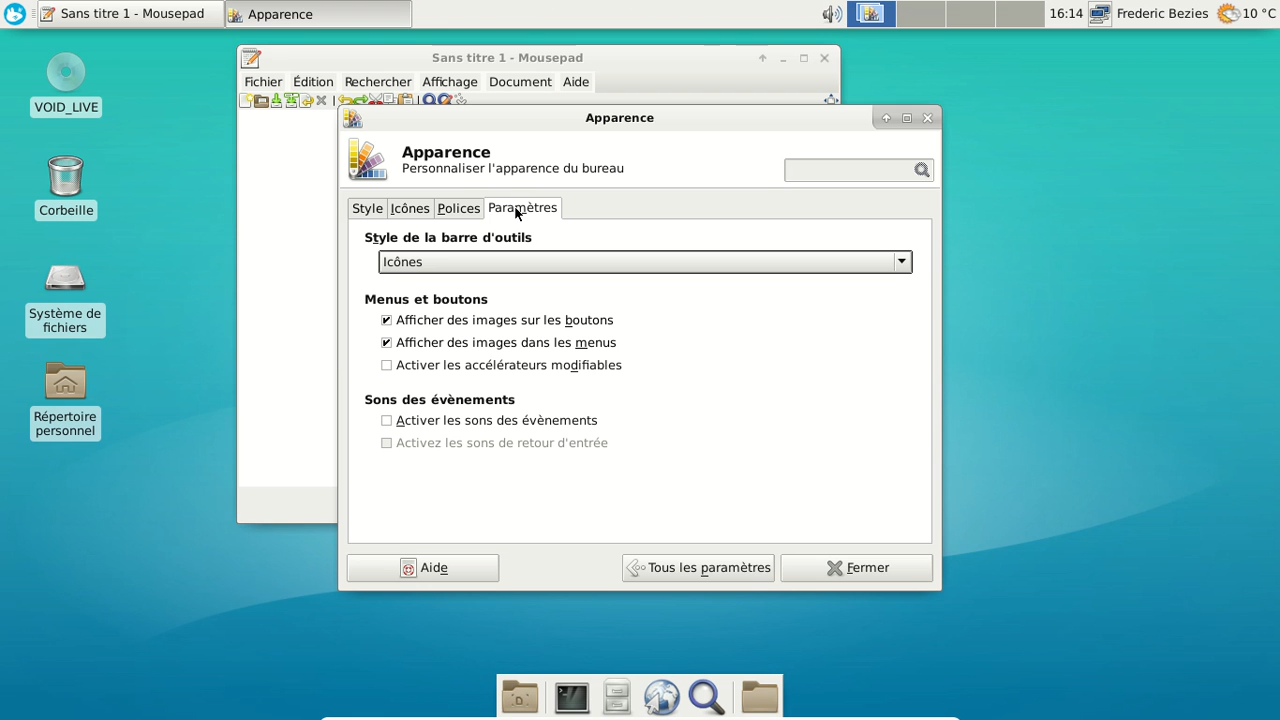 Sans titre 1 - Mousepad
Apparence
16:14
Frederic Bezies
10 °C
VOID_LIVE
Corbeille
Système de
fichiers
Répertoire
personnel
Sans titre 1 - Mousepad
Fichier Édition Rechercher Affichage Document Aide
Apparence
Apparence
Personnaliser l'apparence du bureau
Style Icônes Polices Paramètres
Style de la barre d'outils
Icônes
Menus et boutons
Afficher des images sur les boutons
Afficher des images dans les menus
Activer les accélérateurs modifiables
Sons des évènements
Activer les sons des évènements
Activez les sons de retour d'entrée
Aide
Tous les paramètres
Fermer
D